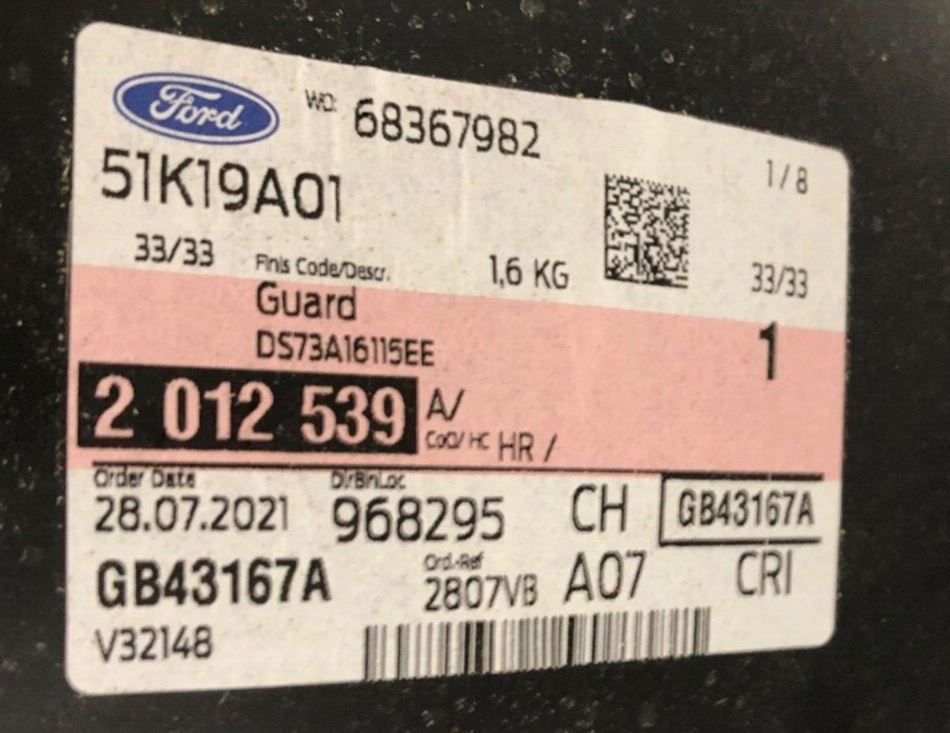 Ford WO: 68367982
51K19A01 1/8
33/33 Finis Code/Descr. 1,6 KG 33/33
Guard 1
DS73A16115EE
2 012 539 A/
CoO/ HC HR /
Order Date DlrBinLoc
28.07.2021 968295 CH GB43167A
GB43167A Ord.-Ref 2807VB A07 CRI
V32148